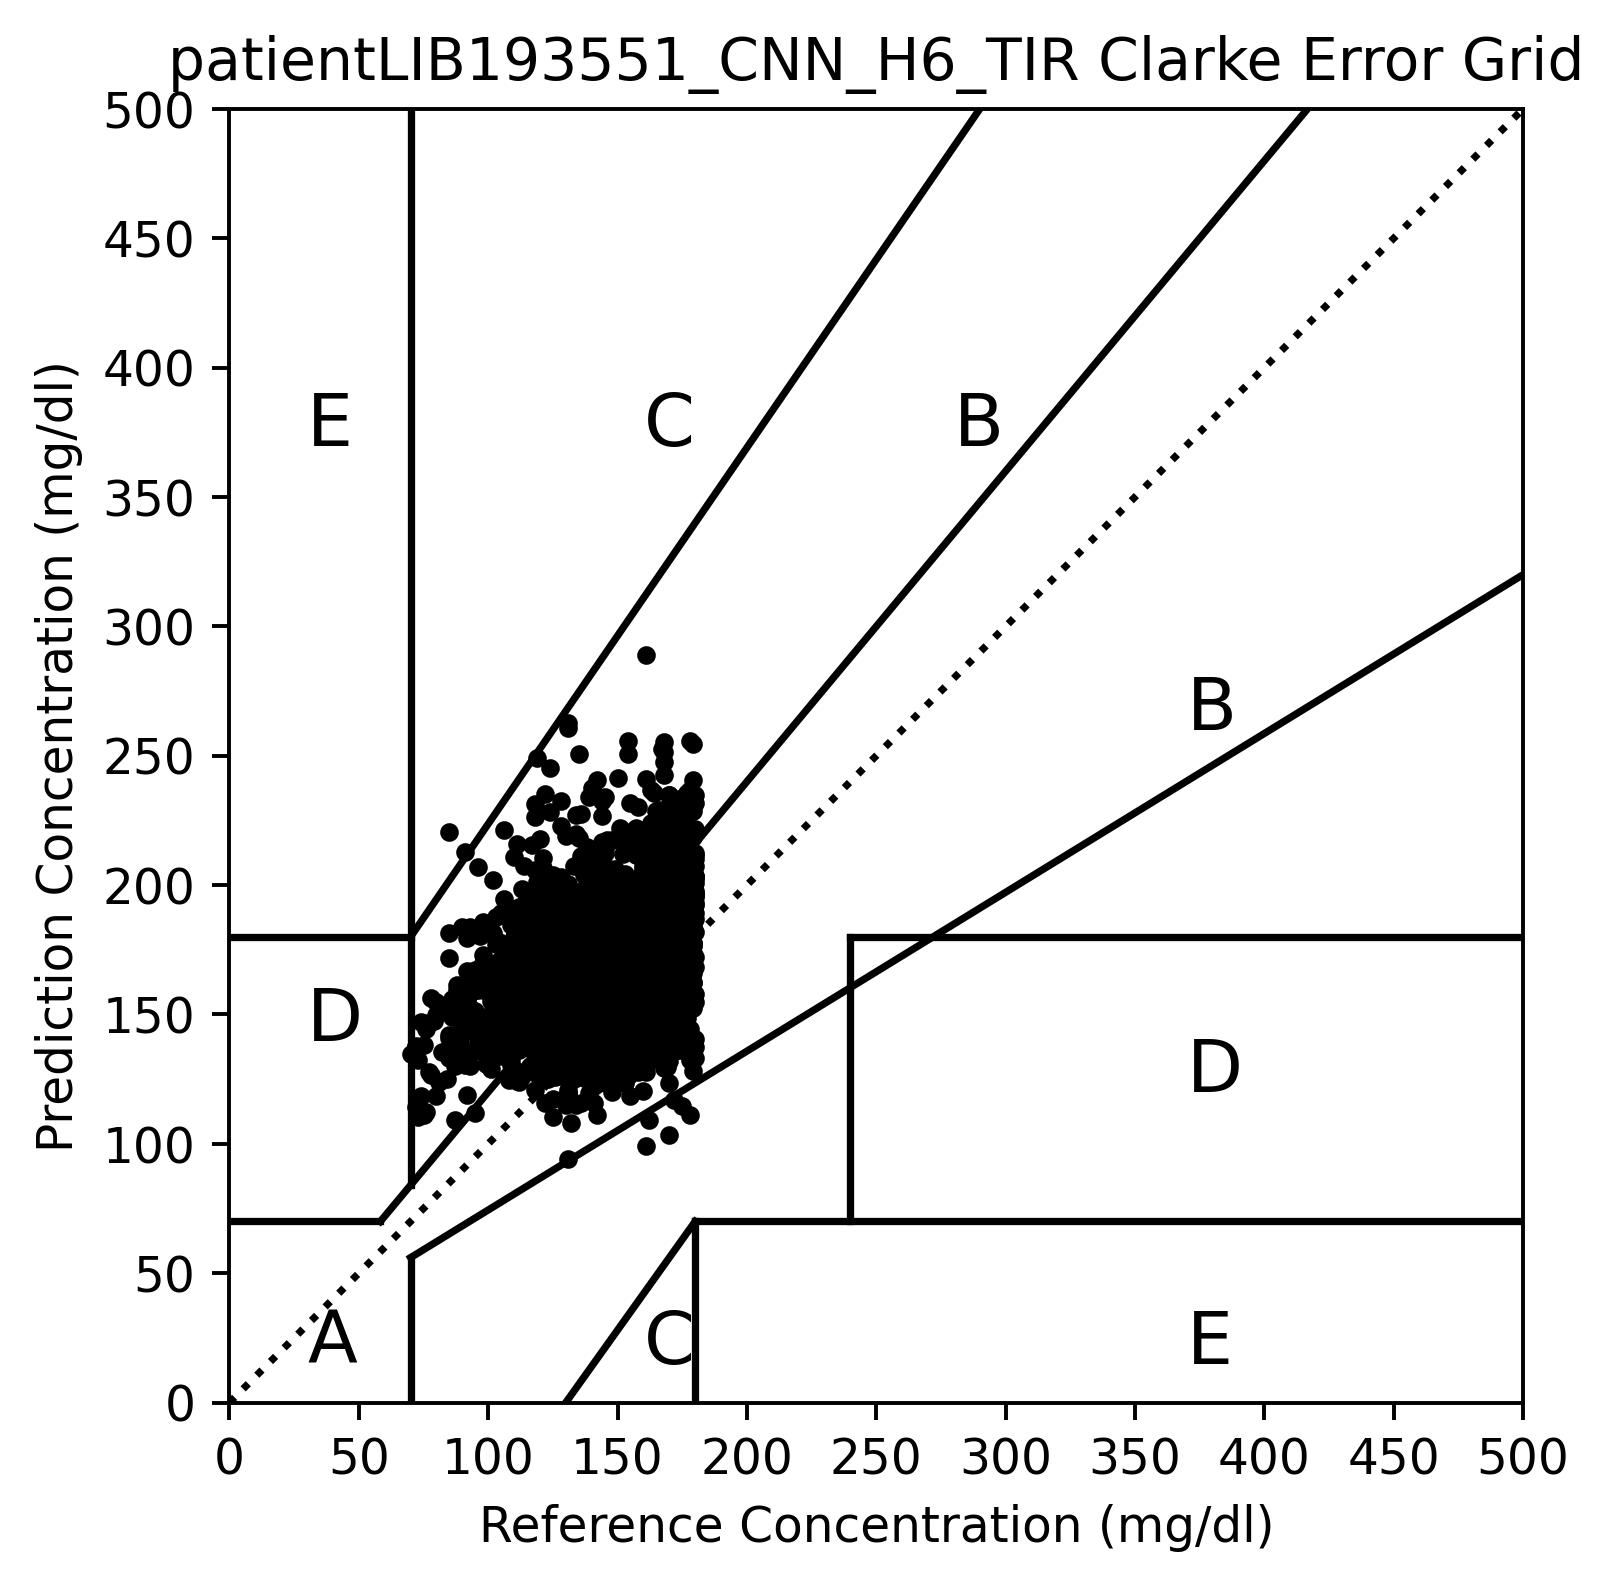 patientLIB193551_CNN_H6_TIR Clarke Error Grid
500
450
400
350
300
250
200
150
100
50
0
Prediction Concentration (mg/dl)
E
C
B
B
D
D
A
C
E
0 50 100 150 200 250 300 350 400 450 500
Reference Concentration (mg/dl)